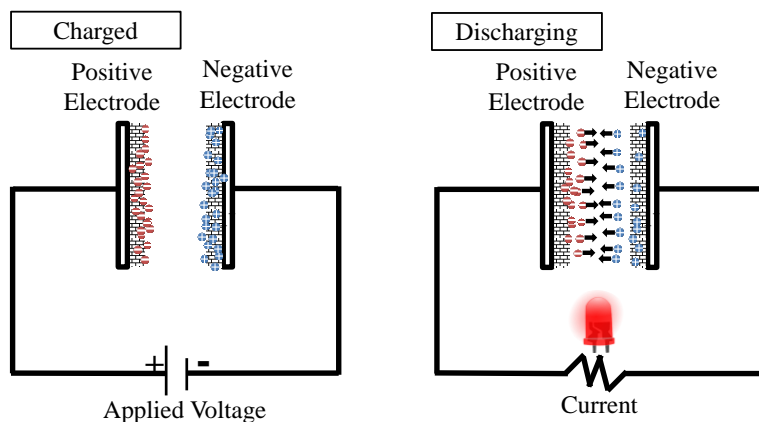 Charged
Positive
Electrode
Negative
Electrode
+
-
Applied Voltage
Discharging
Positive
Electrode
Negative
Electrode
Current